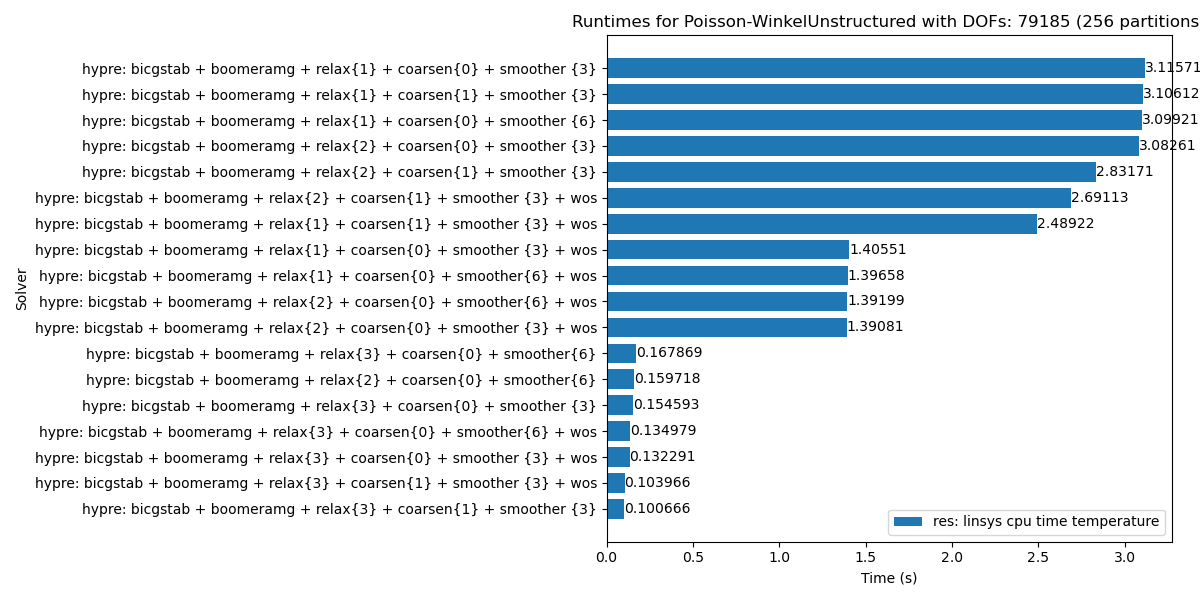 Runtimes for Poisson-WinkelUnstructured with DOFs: 79185 (256 partitions
Solver
hypre: bicgstab + boomeramg + relax{1} + coarsen{0} + smoother {3} 3.11571
hypre: bicgstab + boomeramg + relax{1} + coarsen{1} + smoother {3} 3.10612
hypre: bicgstab + boomeramg + relax{1} + coarsen{0} + smoother {6} 3.09921
hypre: bicgstab + boomeramg + relax{2} + coarsen{0} + smoother {3} 3.08261
hypre: bicgstab + boomeramg + relax{2} + coarsen{1} + smoother {3} 2.83171
hypre: bicgstab + boomeramg + relax{2} + coarsen{1} + smoother {3} + wos 2.69113
hypre: bicgstab + boomeramg + relax{1} + coarsen{1} + smoother {3} + wos 2.48922
hypre: bicgstab + boomeramg + relax{1} + coarsen{0} + smoother {3} + wos 1.40551
hypre: bicgstab + boomeramg + relax{1} + coarsen{0} + smoother{6} + wos 1.39658
hypre: bicgstab + boomeramg + relax{2} + coarsen{0} + smoother{6} + wos 1.39199
hypre: bicgstab + boomeramg + relax{2} + coarsen{0} + smoother {3} + wos 1.39081
hypre: bicgstab + boomeramg + relax{3} + coarsen{0} + smoother{6} 0.167869
hypre: bicgstab + boomeramg + relax{2} + coarsen{0} + smoother{6} 0.159718
hypre: bicgstab + boomeramg + relax{3} + coarsen{0} + smoother {3} 0.154593
hypre: bicgstab + boomeramg + relax{3} + coarsen{0} + smoother{6} + wos 0.134979
hypre: bicgstab + boomeramg + relax{3} + coarsen{0} + smoother {3} + wos 0.132291
hypre: bicgstab + boomeramg + relax{3} + coarsen{1} + smoother {3} + wos 0.103966
hypre: bicgstab + boomeramg + relax{3} + coarsen{1} + smoother {3} 0.100666
res: linsys cpu time temperature
0.0 0.5 1.0 1.5 2.0 2.5 3.0
Time (s)